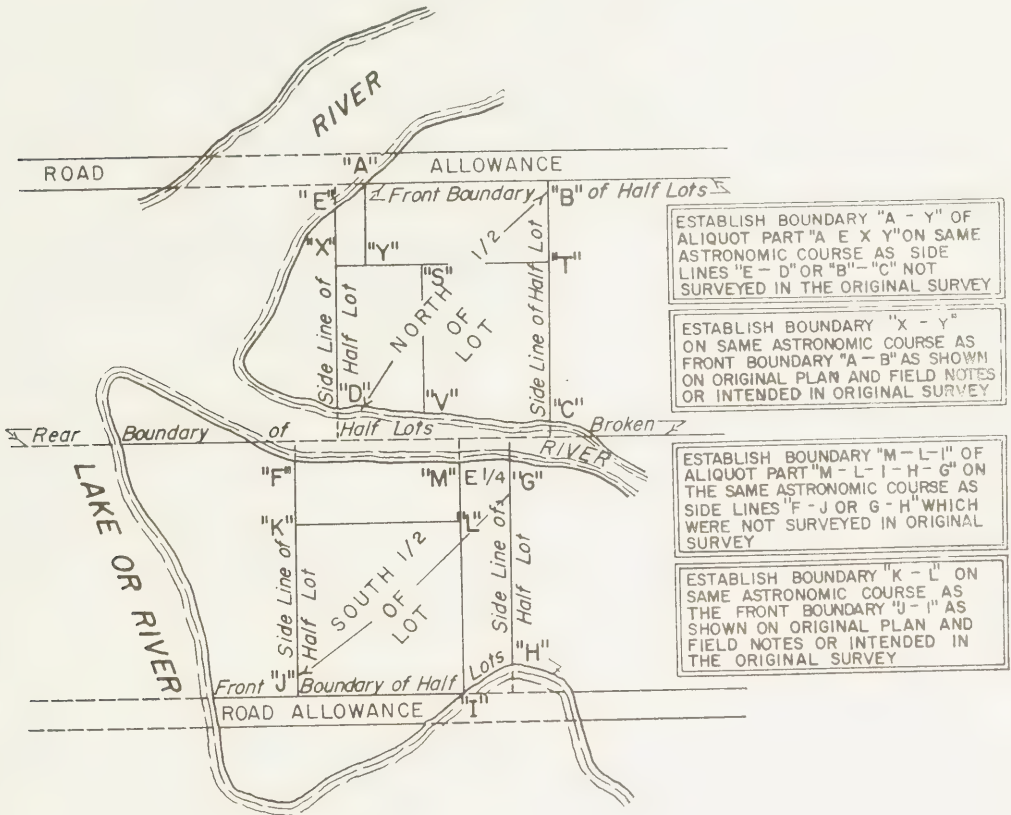 RIVER
ROAD
"A"
ALLOWANCE
"E"
Front Boundary
"B"
of Half Lots
"X"
"Y"
1/2
"T"
"S"
Side Line of
Half Lot
NORTH
OF
LOT
Side Line of Half Lot
"D"
"V"
"C"
Rear Boundary of Half Lots
Broken
RIVER
"F"
"M"
E 1/4
"G"
"K"
"L"
LAKE OR RIVER
Side Line of
Half Lot
SOUTH 1/2
OF
LOT
Side Line of
Half Lot
"H"
Front "J" Boundary of Half Lots
ROAD ALLOWANCE
"I"
ESTABLISH BOUNDARY "A - Y" OF
ALIQUOT PART "A E X Y" ON SAME
ASTRONOMIC COURSE AS SIDE
LINES "E - D" OR "B"-"C" NOT
SURVEYED IN THE ORIGINAL SURVEY
ESTABLISH BOUNDARY "X - Y"
ON SAME ASTRONOMIC COURSE AS
FRONT BOUNDARY "A - B" AS SHOWN
ON ORIGINAL PLAN AND FIELD NOTES
OR INTENDED IN ORIGINAL SURVEY
ESTABLISH BOUNDARY "M - L - I" OF
ALIQUOT PART "M - L - I - H - G" ON
THE SAME ASTRONOMIC COURSE AS
SIDE LINES "F - J OR G - H" WHICH
WERE NOT SURVEYED IN ORIGINAL
SURVEY
ESTABLISH BOUNDARY "K - L" ON
SAME ASTRONOMIC COURSE AS
THE FRONT BOUNDARY "J - I" AS
SHOWN ON ORIGINAL PLAN AND
FIELD NOTES OR INTENDED IN
THE ORIGINAL SURVEY